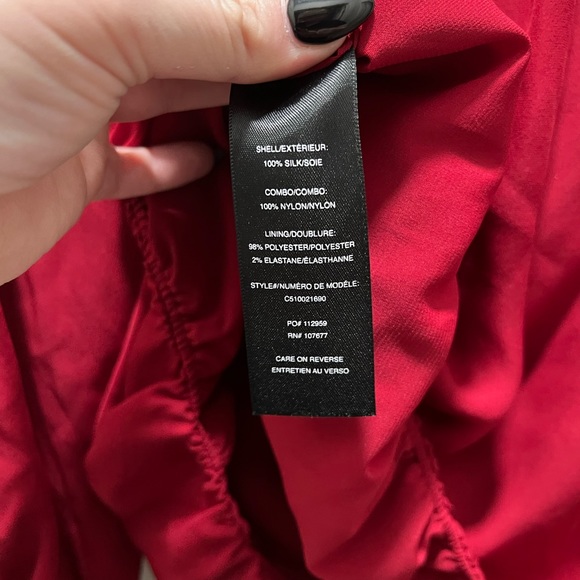 SHELL/EXTÉRIEUR:
100% SILK/SOIE
COMBO/COMBO:
100% NYLON/NYLON
LINING/DOUBLURE:
98% POLYESTER/POLYESTER
2% ELASTANE/ÉLASTHANNE
STYLE#/NUMÉRO DE MODÈLE:
C510021690
PO# 112959
RN# 107677
CARE ON REVERSE
ENTRETIEN AU VERSO